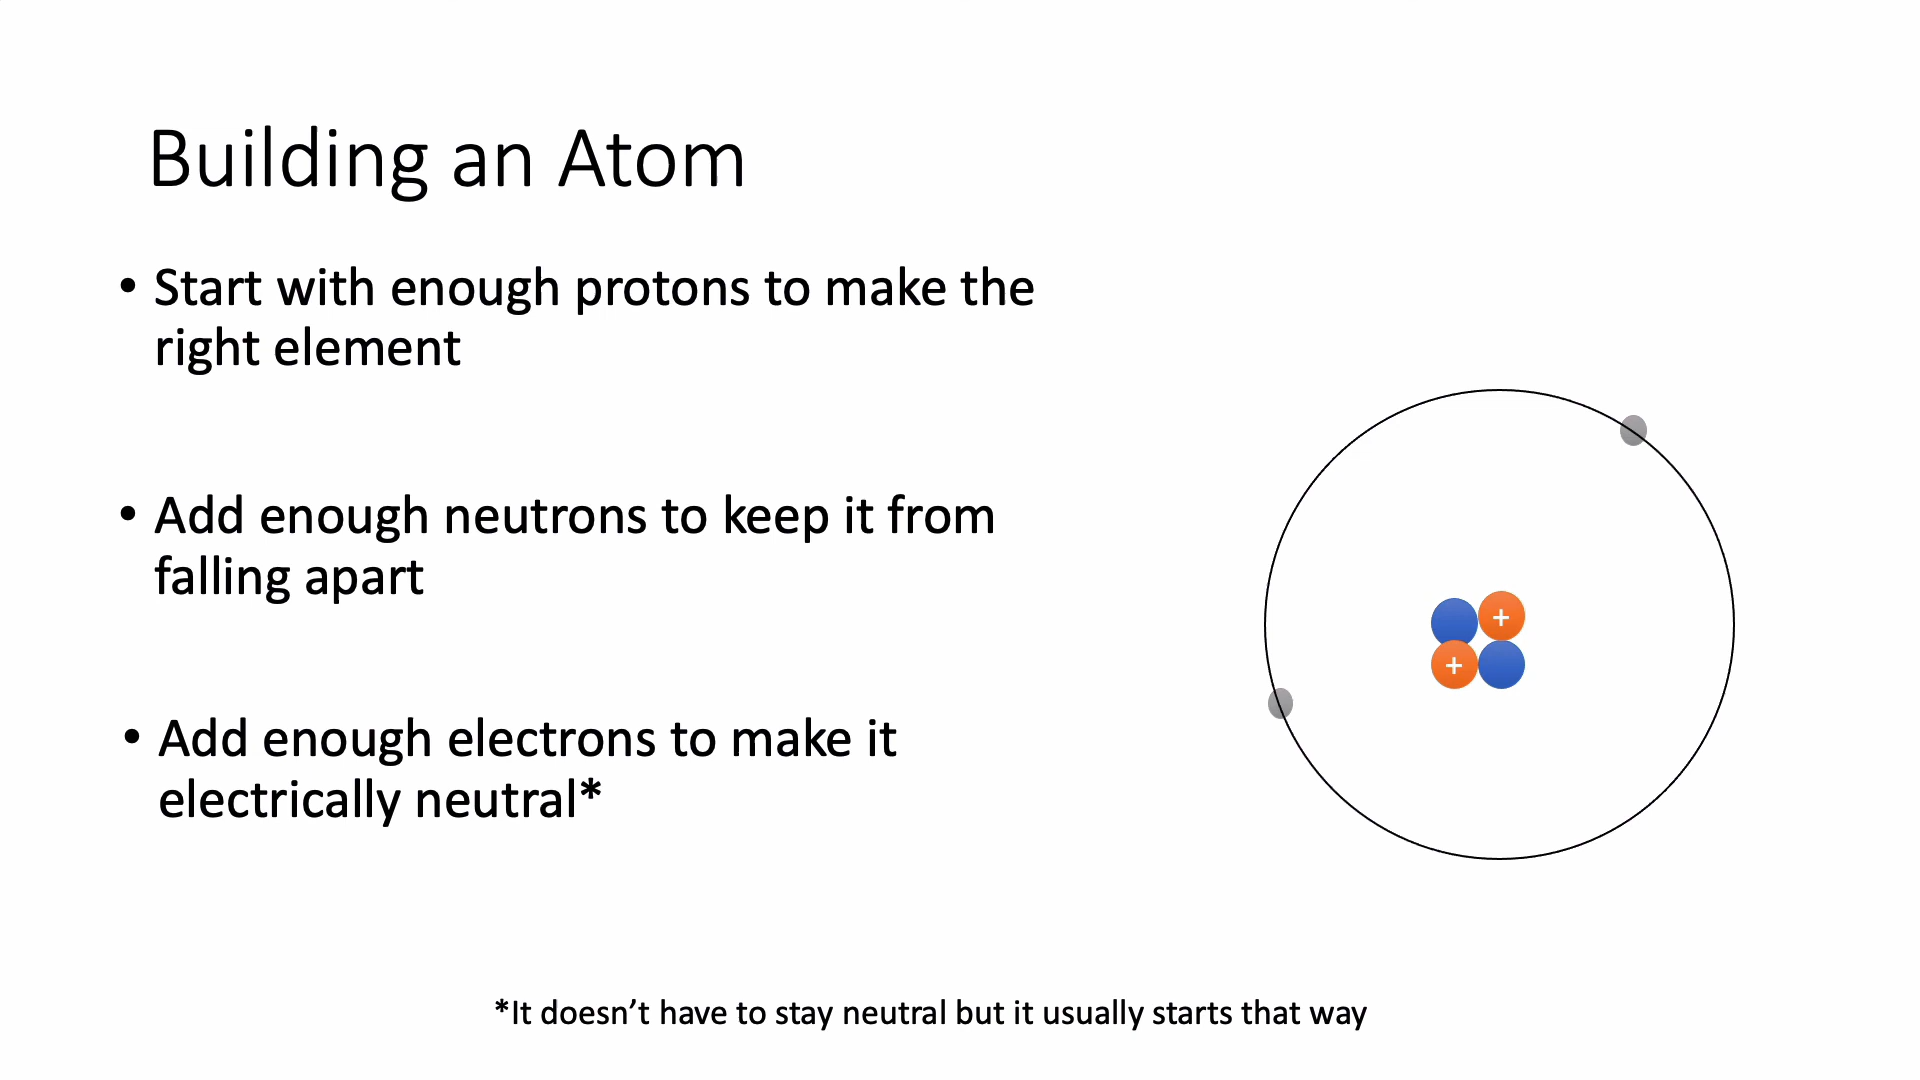 Building an Atom
• Start with enough protons to make the
right element
• Add enough neutrons to keep it from
falling apart
• Add enough electrons to make it
electrically neutral*
+
+
*It doesn’t have to stay neutral but it usually starts that way